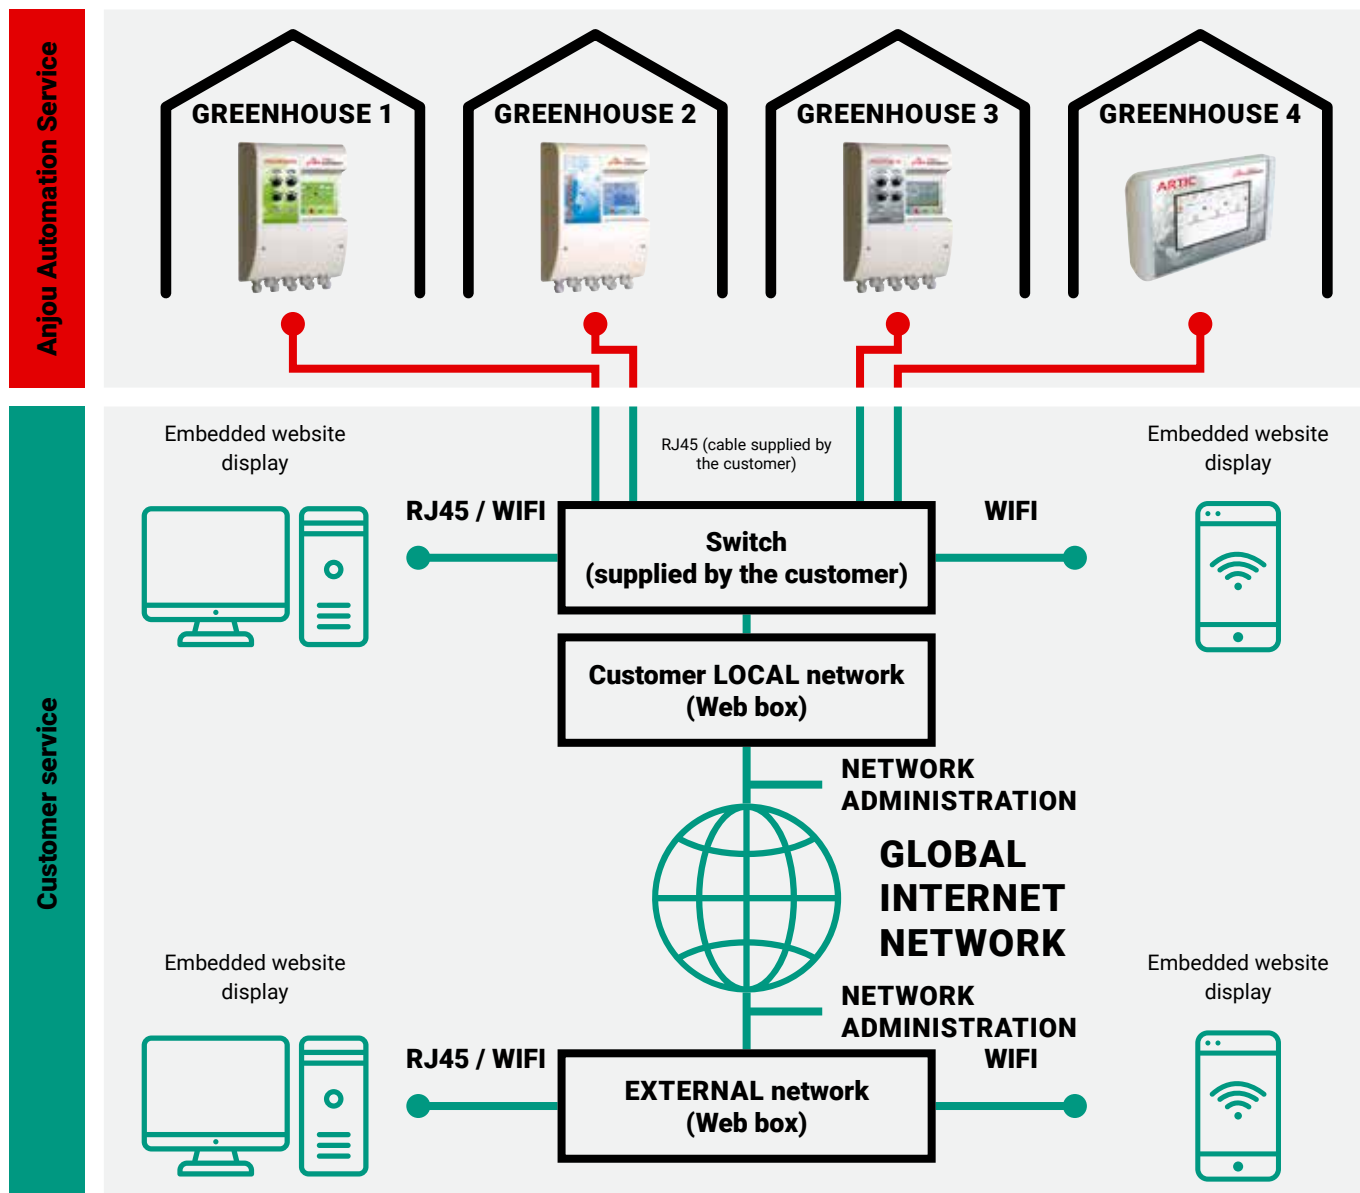 Anjou Automation Service
GREENHOUSE 1
GREENHOUSE 2
GREENHOUSE 3
GREENHOUSE 4
ARTIC
Customer service
Embedded website
display
RJ45 (cable supplied by
the customer)
Embedded website
display
RJ45 / WIFI
WIFI
Switch
(supplied by the customer)
Customer LOCAL network
(Web box)
NETWORK
ADMINISTRATION
GLOBAL
INTERNET
NETWORK
Embedded website
display
Embedded website
display
NETWORK
ADMINISTRATION
RJ45 / WIFI
WIFI
EXTERNAL network
(Web box)